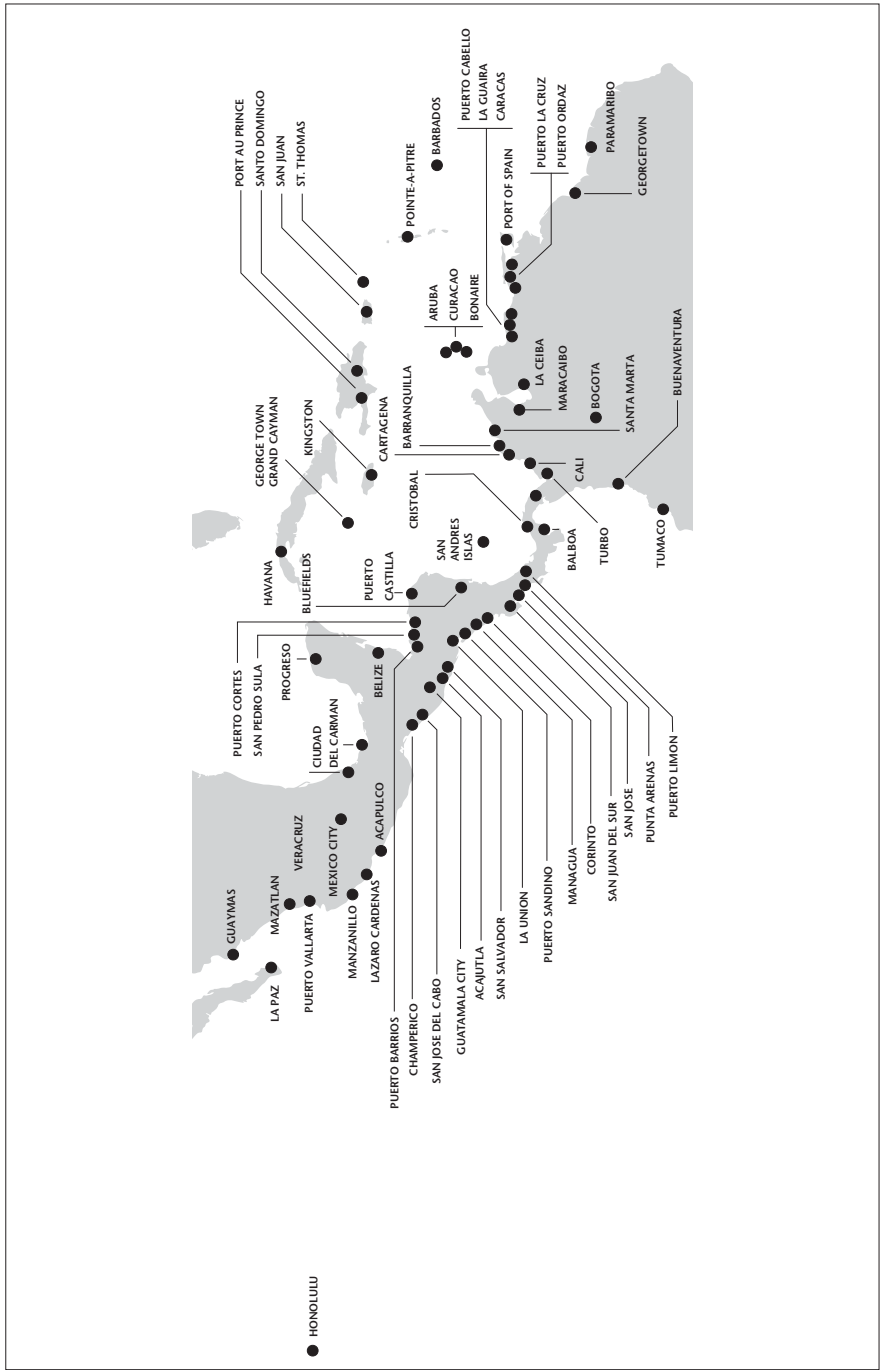 HONOLULU
GUAYMAS
LA PAZ
MAZATLAN
PUERTO VALLARTA
VERACRUZ
MEXICO CITY
MANZANILLO
LAZARO CARDENAS
ACAPULCO
CIUDAD
DEL CARMAN
PUERTO CORTES
SAN PEDRO SULA
PROGRESO
BELIZE
HAVANA
BLUEFIELDS
PUERTO
CASTILLA
GEORGE TOWN
GRAND CAYMAN
KINGSTON
PORT AU PRINCE
SANTO DOMINGO
SAN JUAN
ST. THOMAS
POINTE-A-PITRE
BARBADOS
CARTAGENA
BARRANQUILLA
CRISTOBAL
SAN
ANDRES
ISLAS
ARUBA
CURACAO
BONAIRE
PUERTO CABELLO
LA GUAIRA
CARACAS
PORT OF SPAIN
PUERTO LA CRUZ
PUERTO ORDAZ
PARAMARIBO
GEORGETOWN
LA CEIBA
MARACAIBO
BOGOTA
SANTA MARTA
BUENAVENTURA
CALI
TURBO
BALBOA
TUMACO
PUERTO BARRIOS
CHAMPERICO
SAN JOSE DEL CABO
GUATAMALA CITY
ACAJUTLA
SAN SALVADOR
LA UNION
PUERTO SANDINO
MANAGUA
CORINTO
SAN JUAN DEL SUR
SAN JOSE
PUNTA ARENAS
PUERTO LIMON